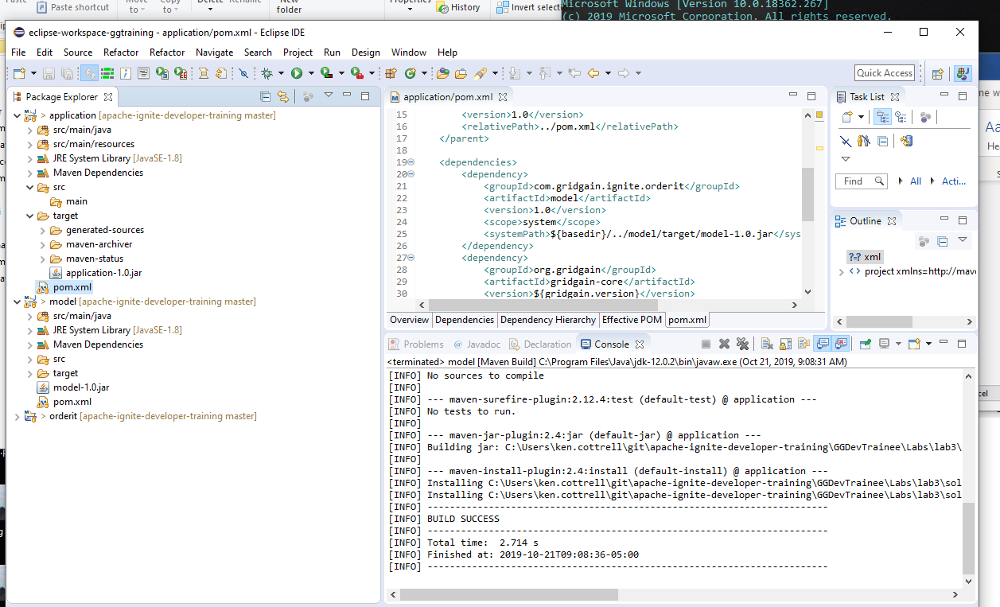 Paste
Paste shortcut
Move
to
Copy
to
Delete
Rename
New
folder
Properties
History
Invert select
Microsoft Windows [Version 10.0.18362.267]
(c) 2019 Microsoft Corporation. All rights reserved.
eclipse-workspace-ggtraining - application/pom.xml - Eclipse IDE
File Edit Source Refactor Refactor Navigate Search Project Run Design Window Help
Quick Access
Package Explorer
> application [apache-ignite-developer-training master]
src/main/java
src/main/resources
JRE System Library [JavaSE-1.8]
Maven Dependencies
src
main
target
generated-sources
maven-archiver
maven-status
application-1.0.jar
pom.xml
> model [apache-ignite-developer-training master]
src/main/java
JRE System Library [JavaSE-1.8]
Maven Dependencies
src
target
model-1.0.jar
pom.xml
> orderit [apache-ignite-developer-training master]
application/pom.xml
15 <version>1.0</version>
16 <relativePath>../pom.xml</relativePath>
17 </parent>
18
19 <dependencies>
20 <dependency>
21 <groupId>com.gridgain.ignite.orderit</groupId>
22 <artifactId>model</artifactId>
23 <version>1.0</version>
24 <scope>system</scope>
25 <systemPath>${basedir}/../model/target/model-1.0.jar</sys
26 </dependency>
27 <dependency>
28 <groupId>org.gridgain</groupId>
29 <artifactId>gridgain-core</artifactId>
30 <version>${gridgain.version}</version>
Overview Dependencies Dependency Hierarchy Effective POM pom.xml
Task List
Find All Acti...
Outline
?=? xml
<> project xmlns=http://mave
Problems @ Javadoc Declaration Console
<terminated> model [Maven Build] C:\Program Files\Java\jdk-12.0.2\bin\javaw.exe (Oct 21, 2019, 9:08:31 AM)
[INFO] No sources to compile
[INFO]
[INFO] --- maven-surefire-plugin:2.12.4:test (default-test) @ application ---
[INFO] No tests to run.
[INFO]
[INFO] --- maven-jar-plugin:2.4:jar (default-jar) @ application ---
[INFO] Building jar: C:\Users\ken.cottrell\git\apache-ignite-developer-training\GGDevTrainee\Labs\lab3\
[INFO]
[INFO] --- maven-install-plugin:2.4:install (default-install) @ application ---
[INFO] Installing C:\Users\ken.cottrell\git\apache-ignite-developer-training\GGDevTrainee\Labs\lab3\sol
[INFO] Installing C:\Users\ken.cottrell\git\apache-ignite-developer-training\GGDevTrainee\Labs\lab3\sol
[INFO] ------------------------------------------------------------------------
[INFO] BUILD SUCCESS
[INFO] ------------------------------------------------------------------------
[INFO] Total time: 2.714 s
[INFO] Finished at: 2019-10-21T09:08:36-05:00
[INFO] ------------------------------------------------------------------------